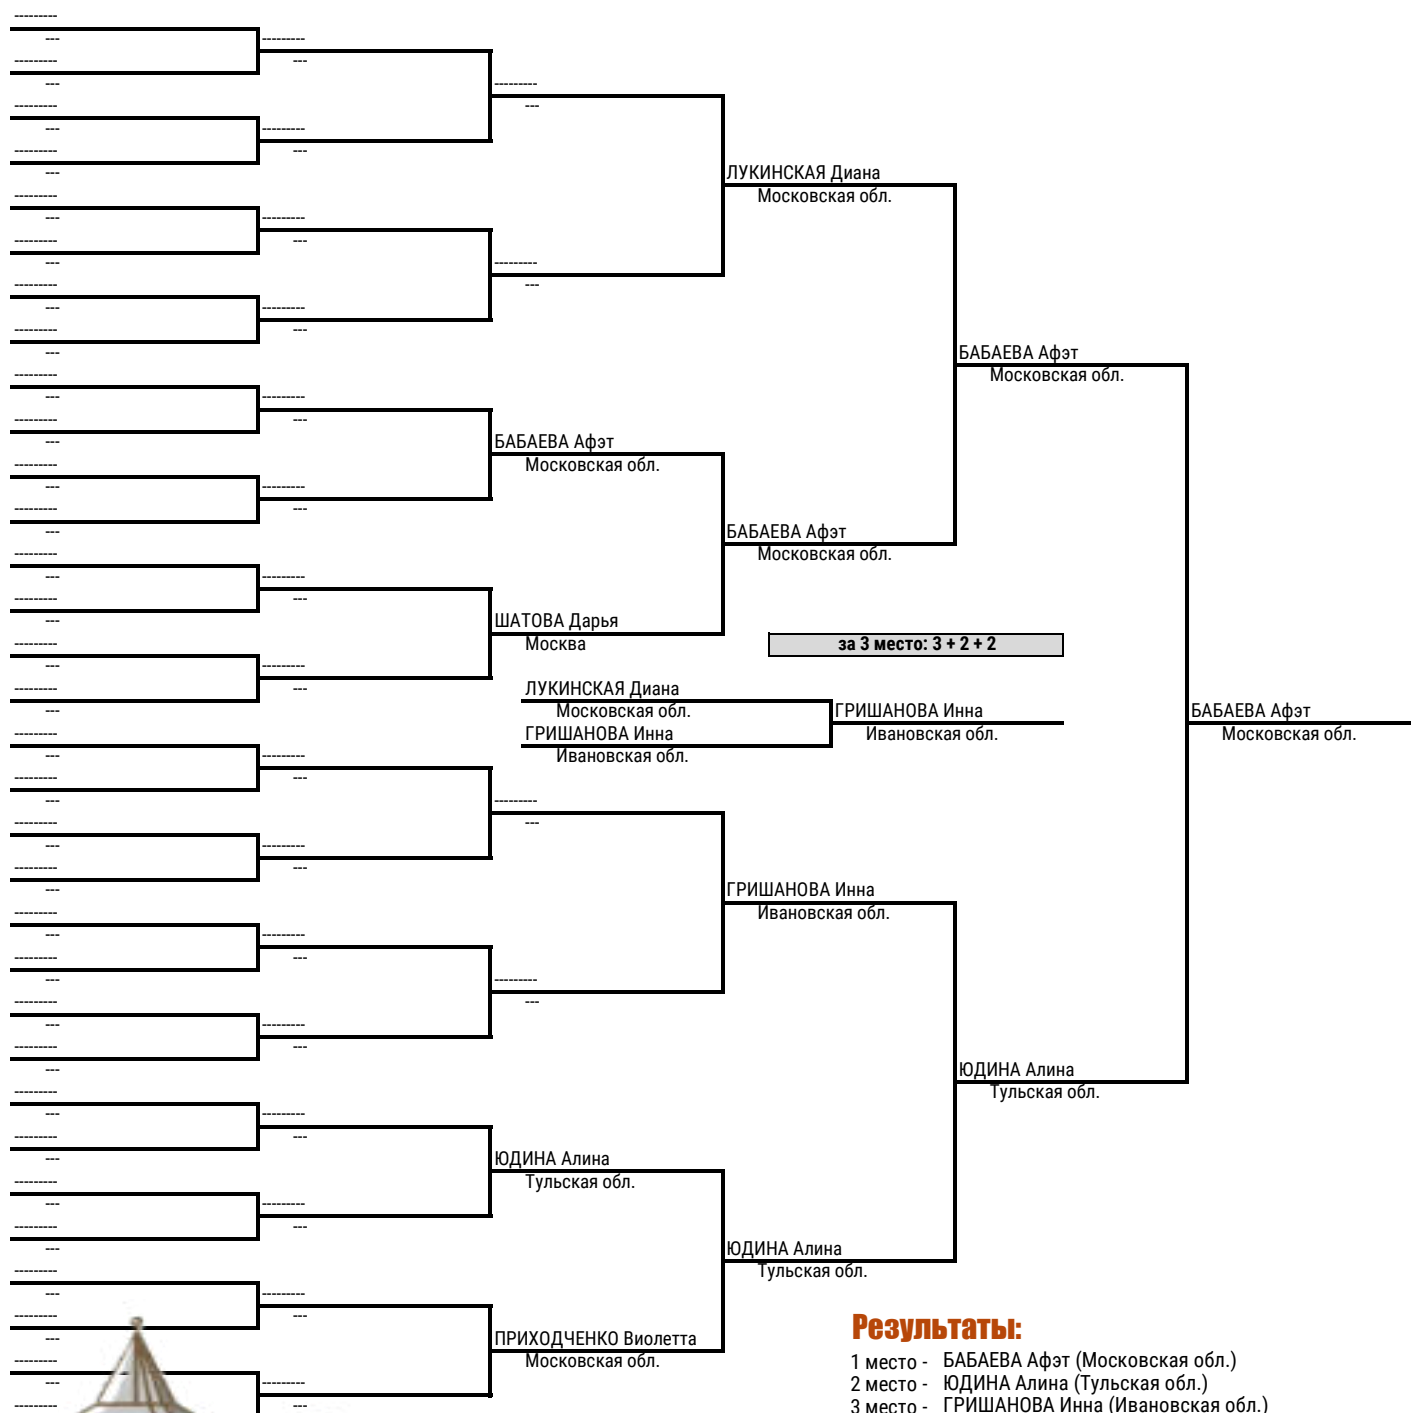 ЛУКИНСКАЯ Диана
Московская обл.
БАБАЕВА Афэт
Московская обл.
БАБАЕВА Афэт
Московская обл.
БАБАЕВА Афэт
Московская обл.
ШАТОВА Дарья
Москва
за 3 место: 3 + 2 + 2
ЛУКИНСКАЯ Диана
Московская обл.
ГРИШАНОВА Инна
Ивановская обл.
ГРИШАНОВА Инна
Ивановская обл.
БАБАЕВА Афэт
Московская обл.
ГРИШАНОВА Инна
Ивановская обл.
ЮДИНА Алина
Тульская обл.
ЮДИНА Алина
Тульская обл.
ЮДИНА Алина
Тульская обл.
ПРИХОДЧЕНКО Виолетта
Московская обл.
Результаты:
1 место - БАБАЕВА Афэт (Московская обл.)
2 место - ЮДИНА Алина (Тульская обл.)
3 место - ГРИШАНОВА Инна (Ивановская обл.)